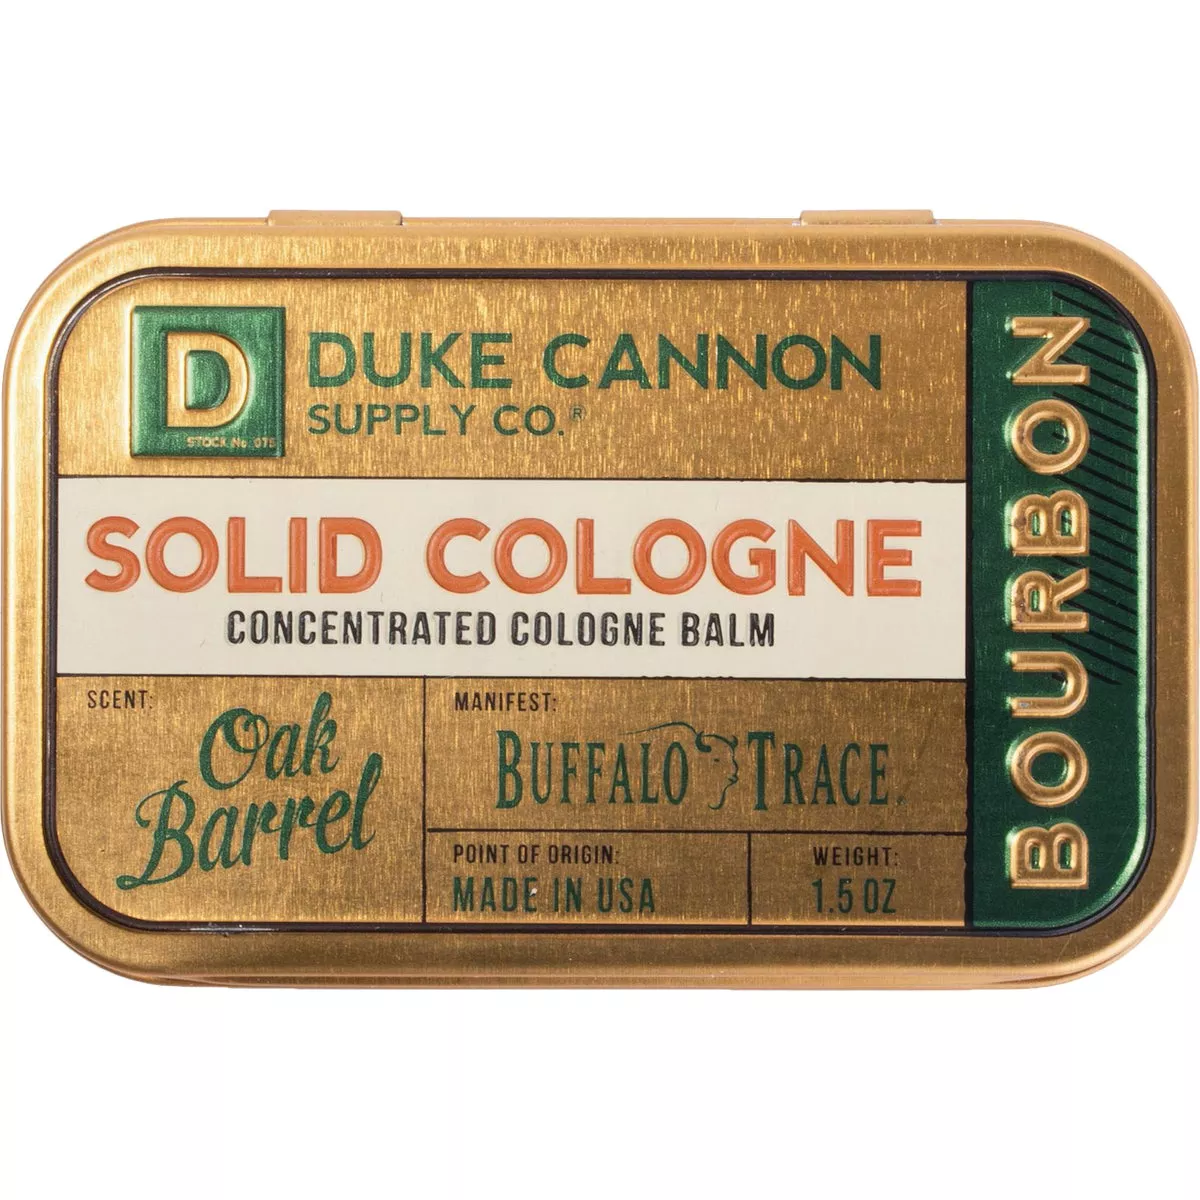 D
STOCK No. 075
DUKE CANNON
SUPPLY CO.®
SOLID COLOGNE
CONCENTRATED COLOGNE BALM
SCENT:
Oak
Barrel
MANIFEST:
BUFFALO TRACE
POINT OF ORIGIN:
MADE IN USA
WEIGHT:
1.5 OZ
BOURBON